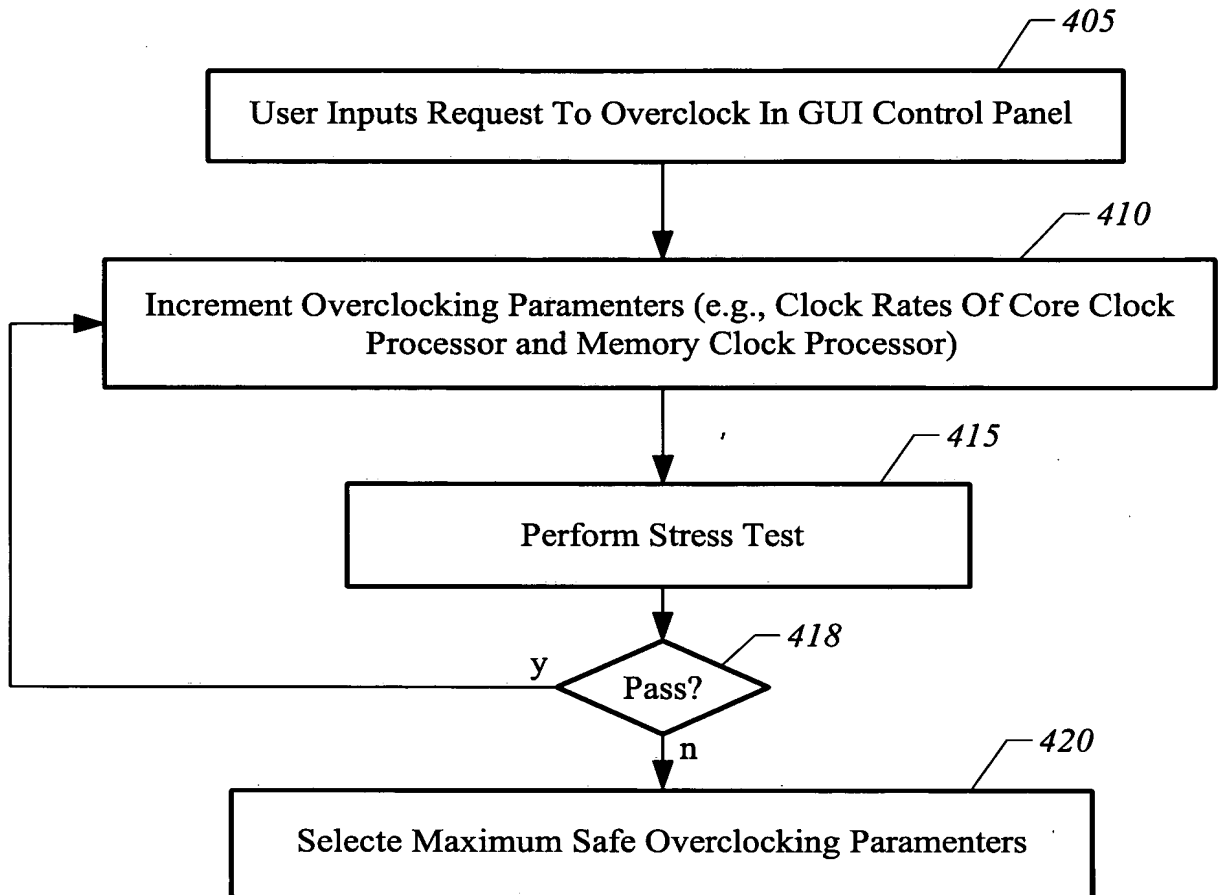 405
User Inputs Request To Overclock In GUI Control Panel
410
Increment Overclocking Paramenters (e.g., Clock Rates Of Core Clock
Processor and Memory Clock Processor)
415
Perform Stress Test
418
y
Pass?
n
420
Selecte Maximum Safe Overclocking Paramenters